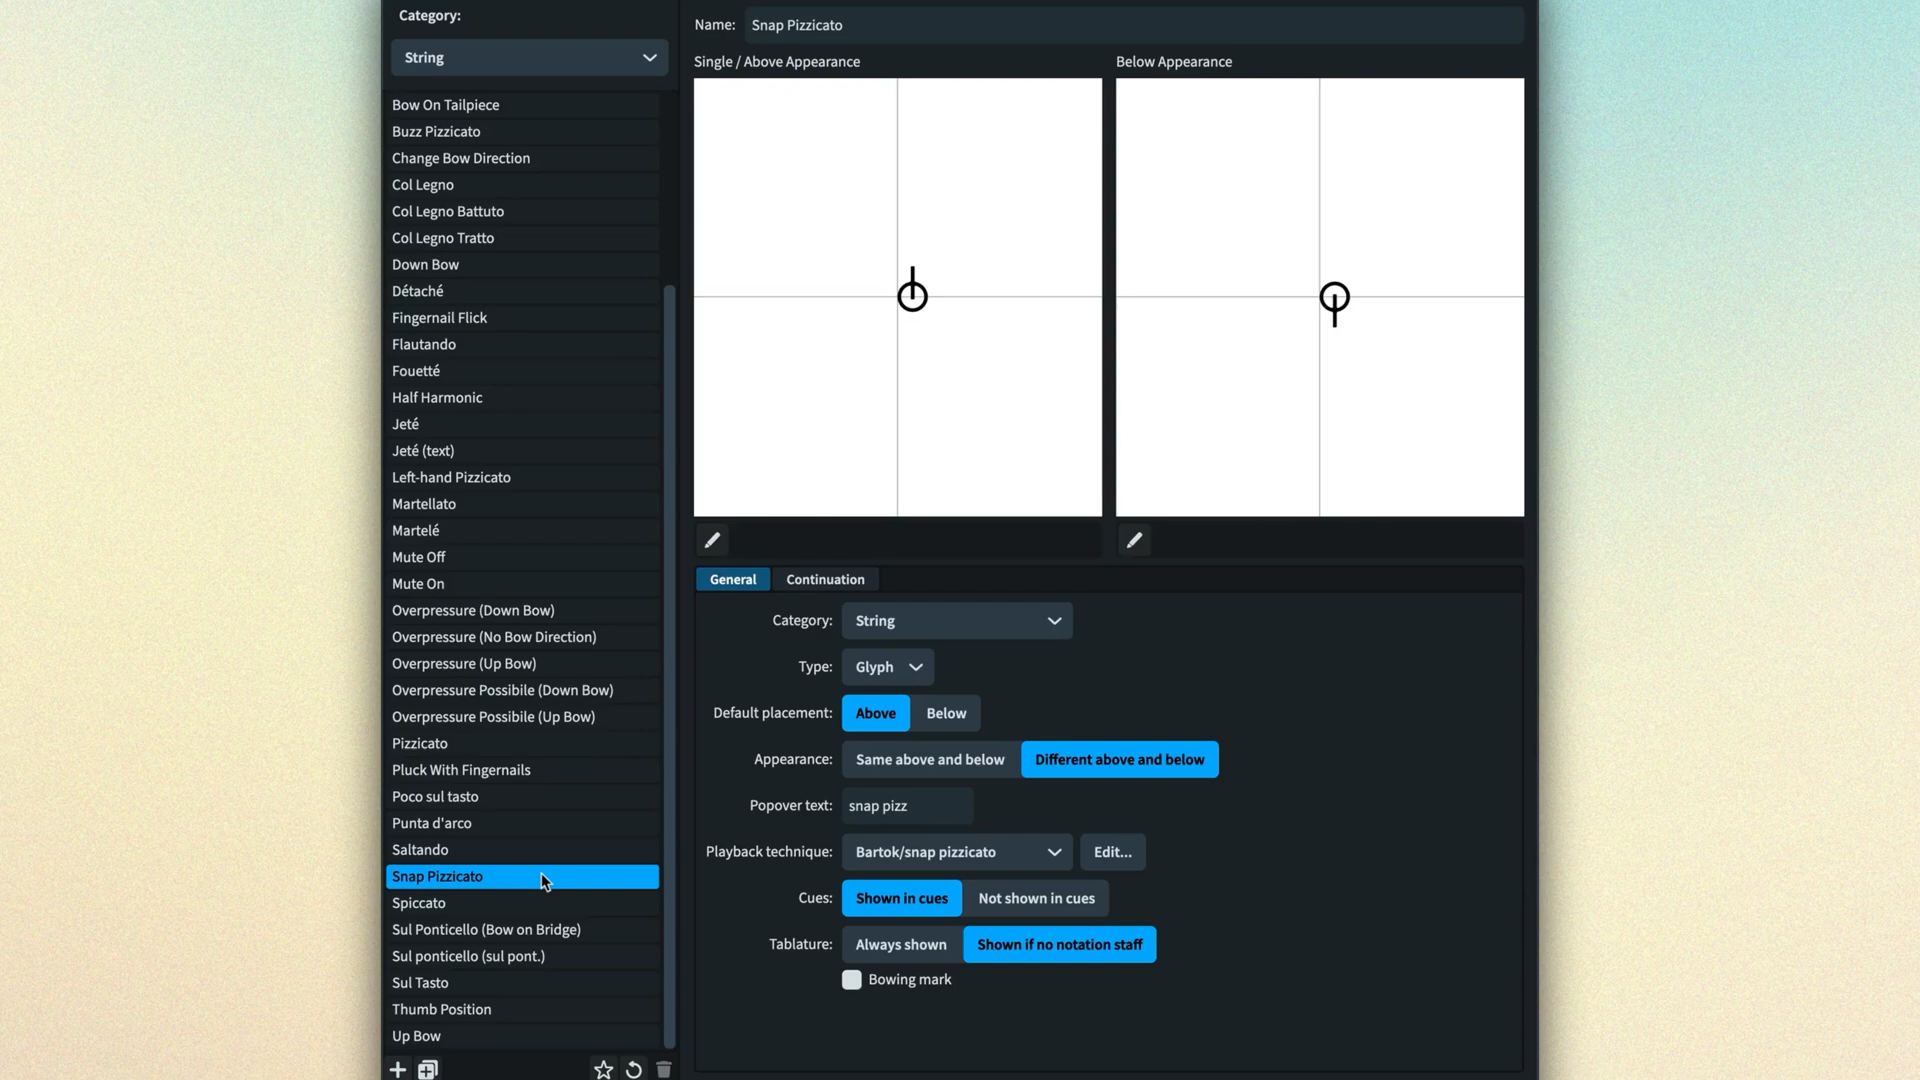 Category:
String
Bow On Tailpiece
Buzz Pizzicato
Change Bow Direction
Col Legno
Col Legno Battuto
Col Legno Tratto
Down Bow
Détaché
Fingernail Flick
Flautando
Fouetté
Half Harmonic
Jeté
Jeté (text)
Left-hand Pizzicato
Martellato
Martelé
Mute Off
Mute On
Overpressure (Down Bow)
Overpressure (No Bow Direction)
Overpressure (Up Bow)
Overpressure Possibile (Down Bow)
Overpressure Possibile (Up Bow)
Pizzicato
Pluck With Fingernails
Poco sul tasto
Punta d'arco
Saltando
Snap Pizzicato
Spiccato
Sul Ponticello (Bow on Bridge)
Sul ponticello (sul pont.)
Sul Tasto
Thumb Position
Up Bow
Name: Snap Pizzicato
Single / Above Appearance
Below Appearance
General Continuation
Category: String
Type: Glyph
Default placement: Above Below
Appearance: Same above and below Different above and below
Popover text: snap pizz
Playback technique: Bartok/snap pizzicato Edit...
Cues: Shown in cues Not shown in cues
Tablature: Always shown Shown if no notation staff
Bowing mark